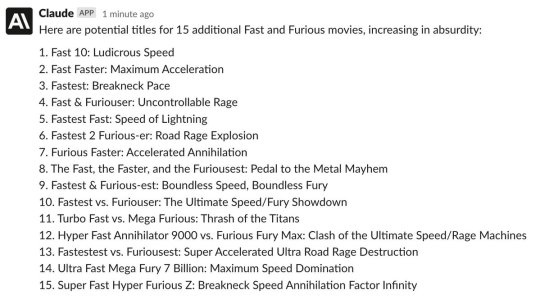 Claude APP 1 minute ago
Here are potential titles for 15 additional Fast and Furious movies, increasing in absurdity:
1. Fast 10: Ludicrous Speed
2. Fast Faster: Maximum Acceleration
3. Fastest: Breakneck Pace
4. Fast & Furiouser: Uncontrollable Rage
5. Fastest Fast: Speed of Lightning
6. Fastest 2 Furious-er: Road Rage Explosion
7. Furious Faster: Accelerated Annihilation
8. The Fast, the Faster, and the Furiousest: Pedal to the Metal Mayhem
9. Fastest & Furious-est: Boundless Speed, Boundless Fury
10. Fastest vs. Furiouser: The Ultimate Speed/Fury Showdown
11. Turbo Fast vs. Mega Furious: Thrash of the Titans
12. Hyper Fast Annihilator 9000 vs. Furious Fury Max: Clash of the Ultimate Speed/Rage Machines
13. Fastestest vs. Furiousest: Super Accelerated Ultra Road Rage Destruction
14. Ultra Fast Mega Fury 7 Billion: Maximum Speed Domination
15. Super Fast Hyper Furious Z: Breakneck Speed Annihilation Factor Infinity